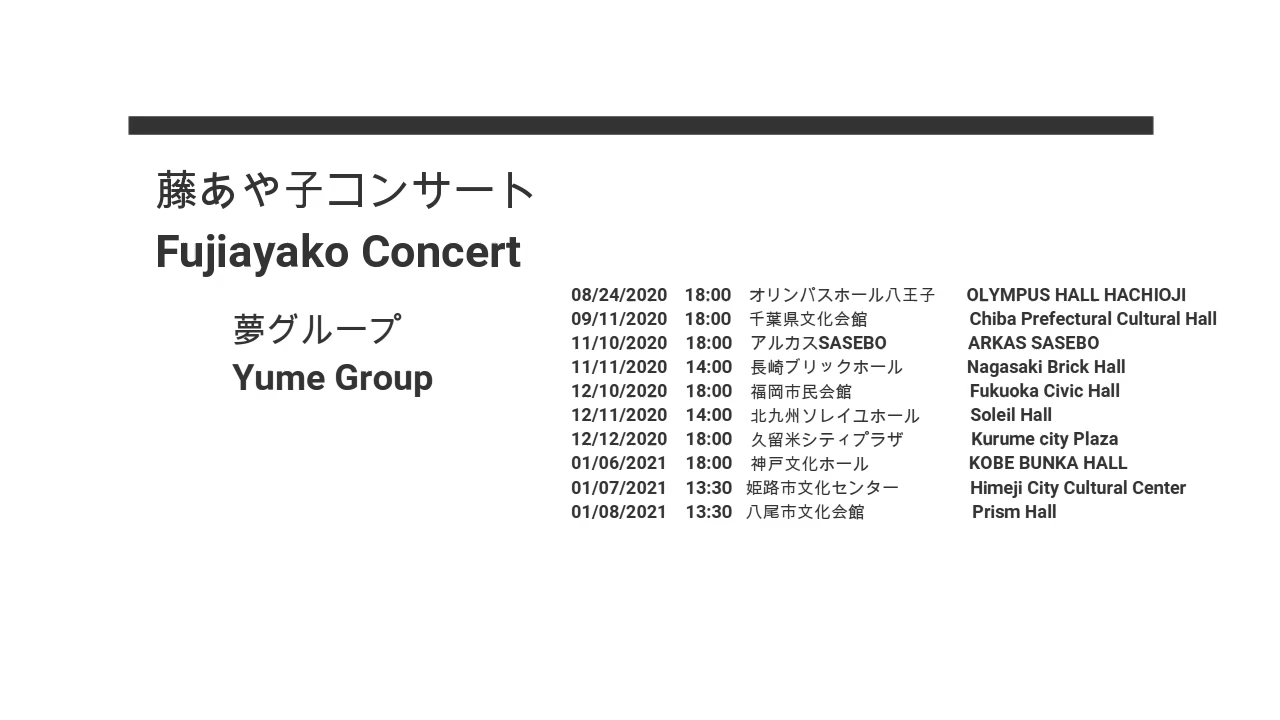 藤あや子コンサート
Fujiayako Concert
夢グループ
Yume Group
08/24/2020 18:00 オリンパスホール八王子 OLYMPUS HALL HACHIOJI
09/11/2020 18:00 千葉県文化会館 Chiba Prefectural Cultural Hall
11/10/2020 18:00 アルカスSASEBO ARKAS SASEBO
11/11/2020 14:00 長崎ブリックホール Nagasaki Brick Hall
12/10/2020 18:00 福岡市民会館 Fukuoka Civic Hall
12/11/2020 14:00 北九州ソレイユホール Soleil Hall
12/12/2020 18:00 久留米シティプラザ Kurume city Plaza
01/06/2021 18:00 神戸文化ホール KOBE BUNKA HALL
01/07/2021 13:30 姫路市文化センター Himeji City Cultural Center
01/08/2021 13:30 八尾市文化会館 Prism Hall